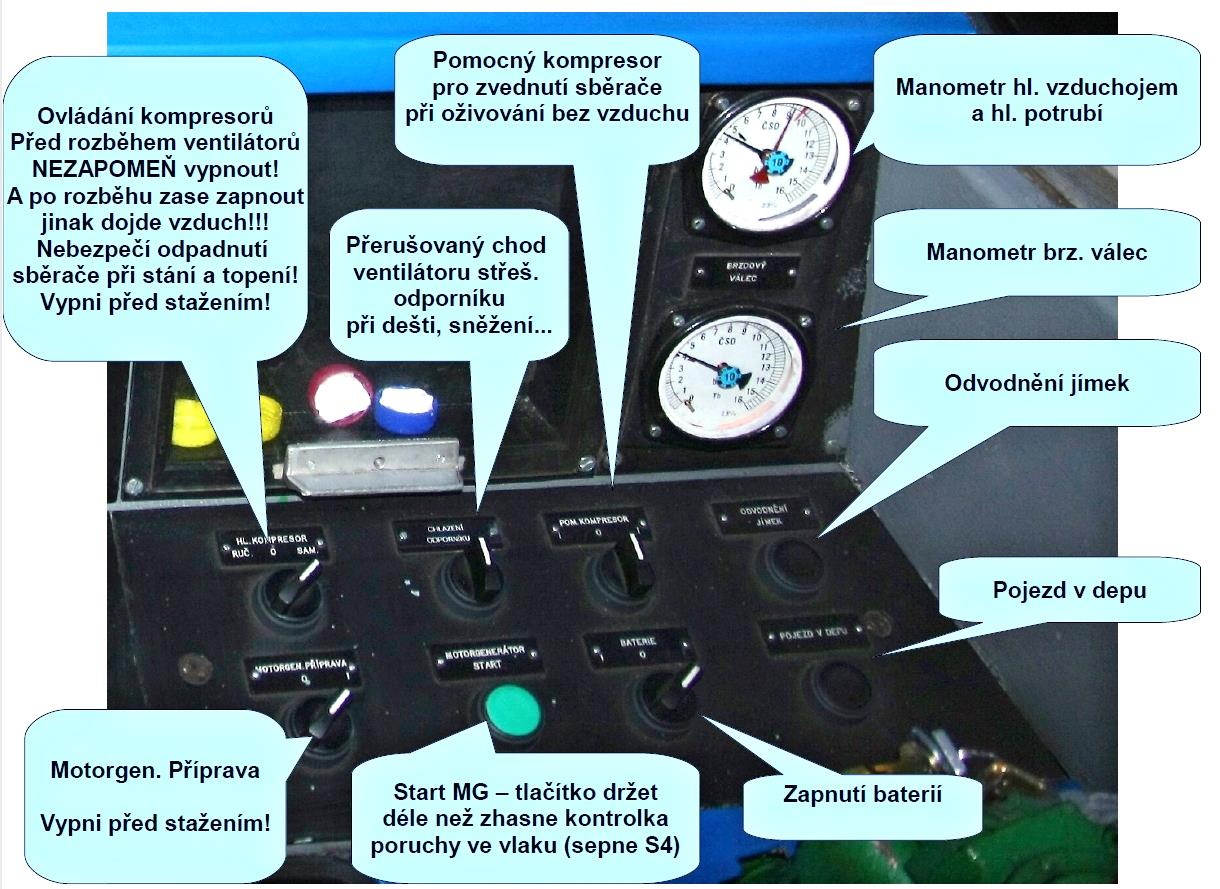 Ovládání kompresorů
Před rozběhem ventilátorů
NEZAPOMEŇ vypnout!
A po rozběhu zase zapnout
jinak dojde vzduch!!!
Nebezpečí odpadnutí
sběrače při stání a topení!
Vypni před stažením!
Přerušovaný chod
ventilátoru střeš.
odporníku
při dešti, sněžení...
Pomocný kompresor
pro zvednutí sběrače
při oživování bez vzduchu
Manometr hl. vzduchojem
a hl. potrubí
Manometr brz. válec
Odvodnění jímek
Pojezd v depu
ČSD
10
BRZDOVÝ
VÁLEC
ČSD
10
HL. KOMPRESOR
RUČ. 0 SAM.
CHLAZENÍ
ODPORNÍKU
POM.KOMPRESOR
I 0 I
ODVODNĚNÍ
JÍMEK
MOTORGEN. PŘÍPRAVA
0 I
MOTORGENERÁTOR
START
BATERIE
I 0
POJEZD V DEPU
Motorgen. Příprava
Vypni před stažením!
Start MG – tlačítko držet
déle než zhasne kontrolka
poruchy ve vlaku (sepne S4)
Zapnutí baterií